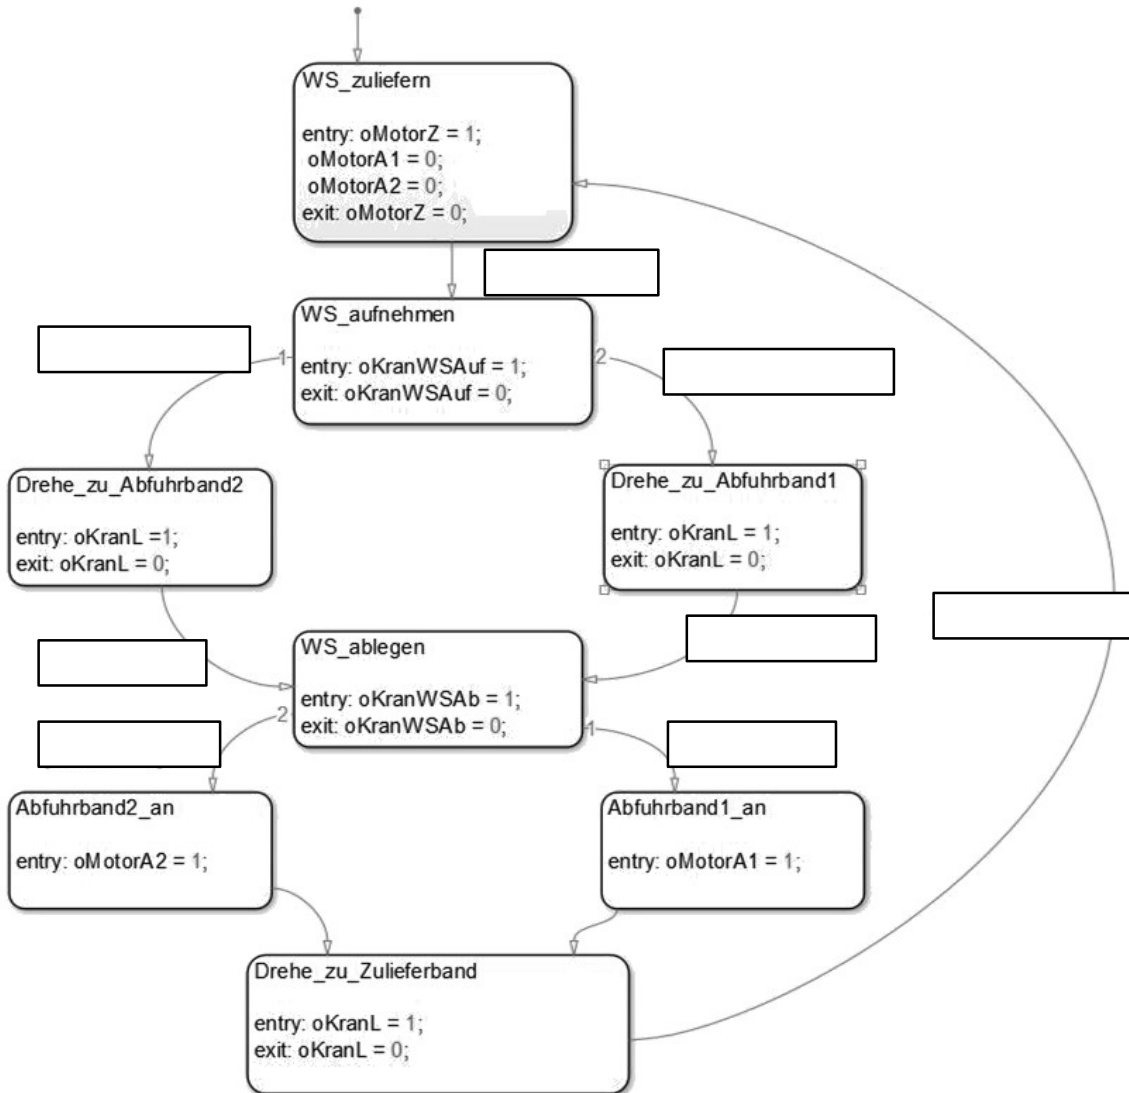 WS_zuliefern
entry: oMotorZ = 1;
oMotorA1 = 0;
oMotorA2 = 0;
exit: oMotorZ = 0;
WS_aufnehmen
entry: oKranWSAuf = 1;
exit: oKranWSAuf = 0;
1
2
Drehe_zu_Abfuhrband2
entry: oKranL =1;
exit: oKranL = 0;
Drehe_zu_Abfuhrband1
entry: oKranL = 1;
exit: oKranL = 0;
WS_ablegen
entry: oKranWSAb = 1;
exit: oKranWSAb = 0;
2
1
Abfuhrband2_an
entry: oMotorA2 = 1;
Abfuhrband1_an
entry: oMotorA1 = 1;
Drehe_zu_Zulieferband
entry: oKranL = 1;
exit: oKranL = 0;